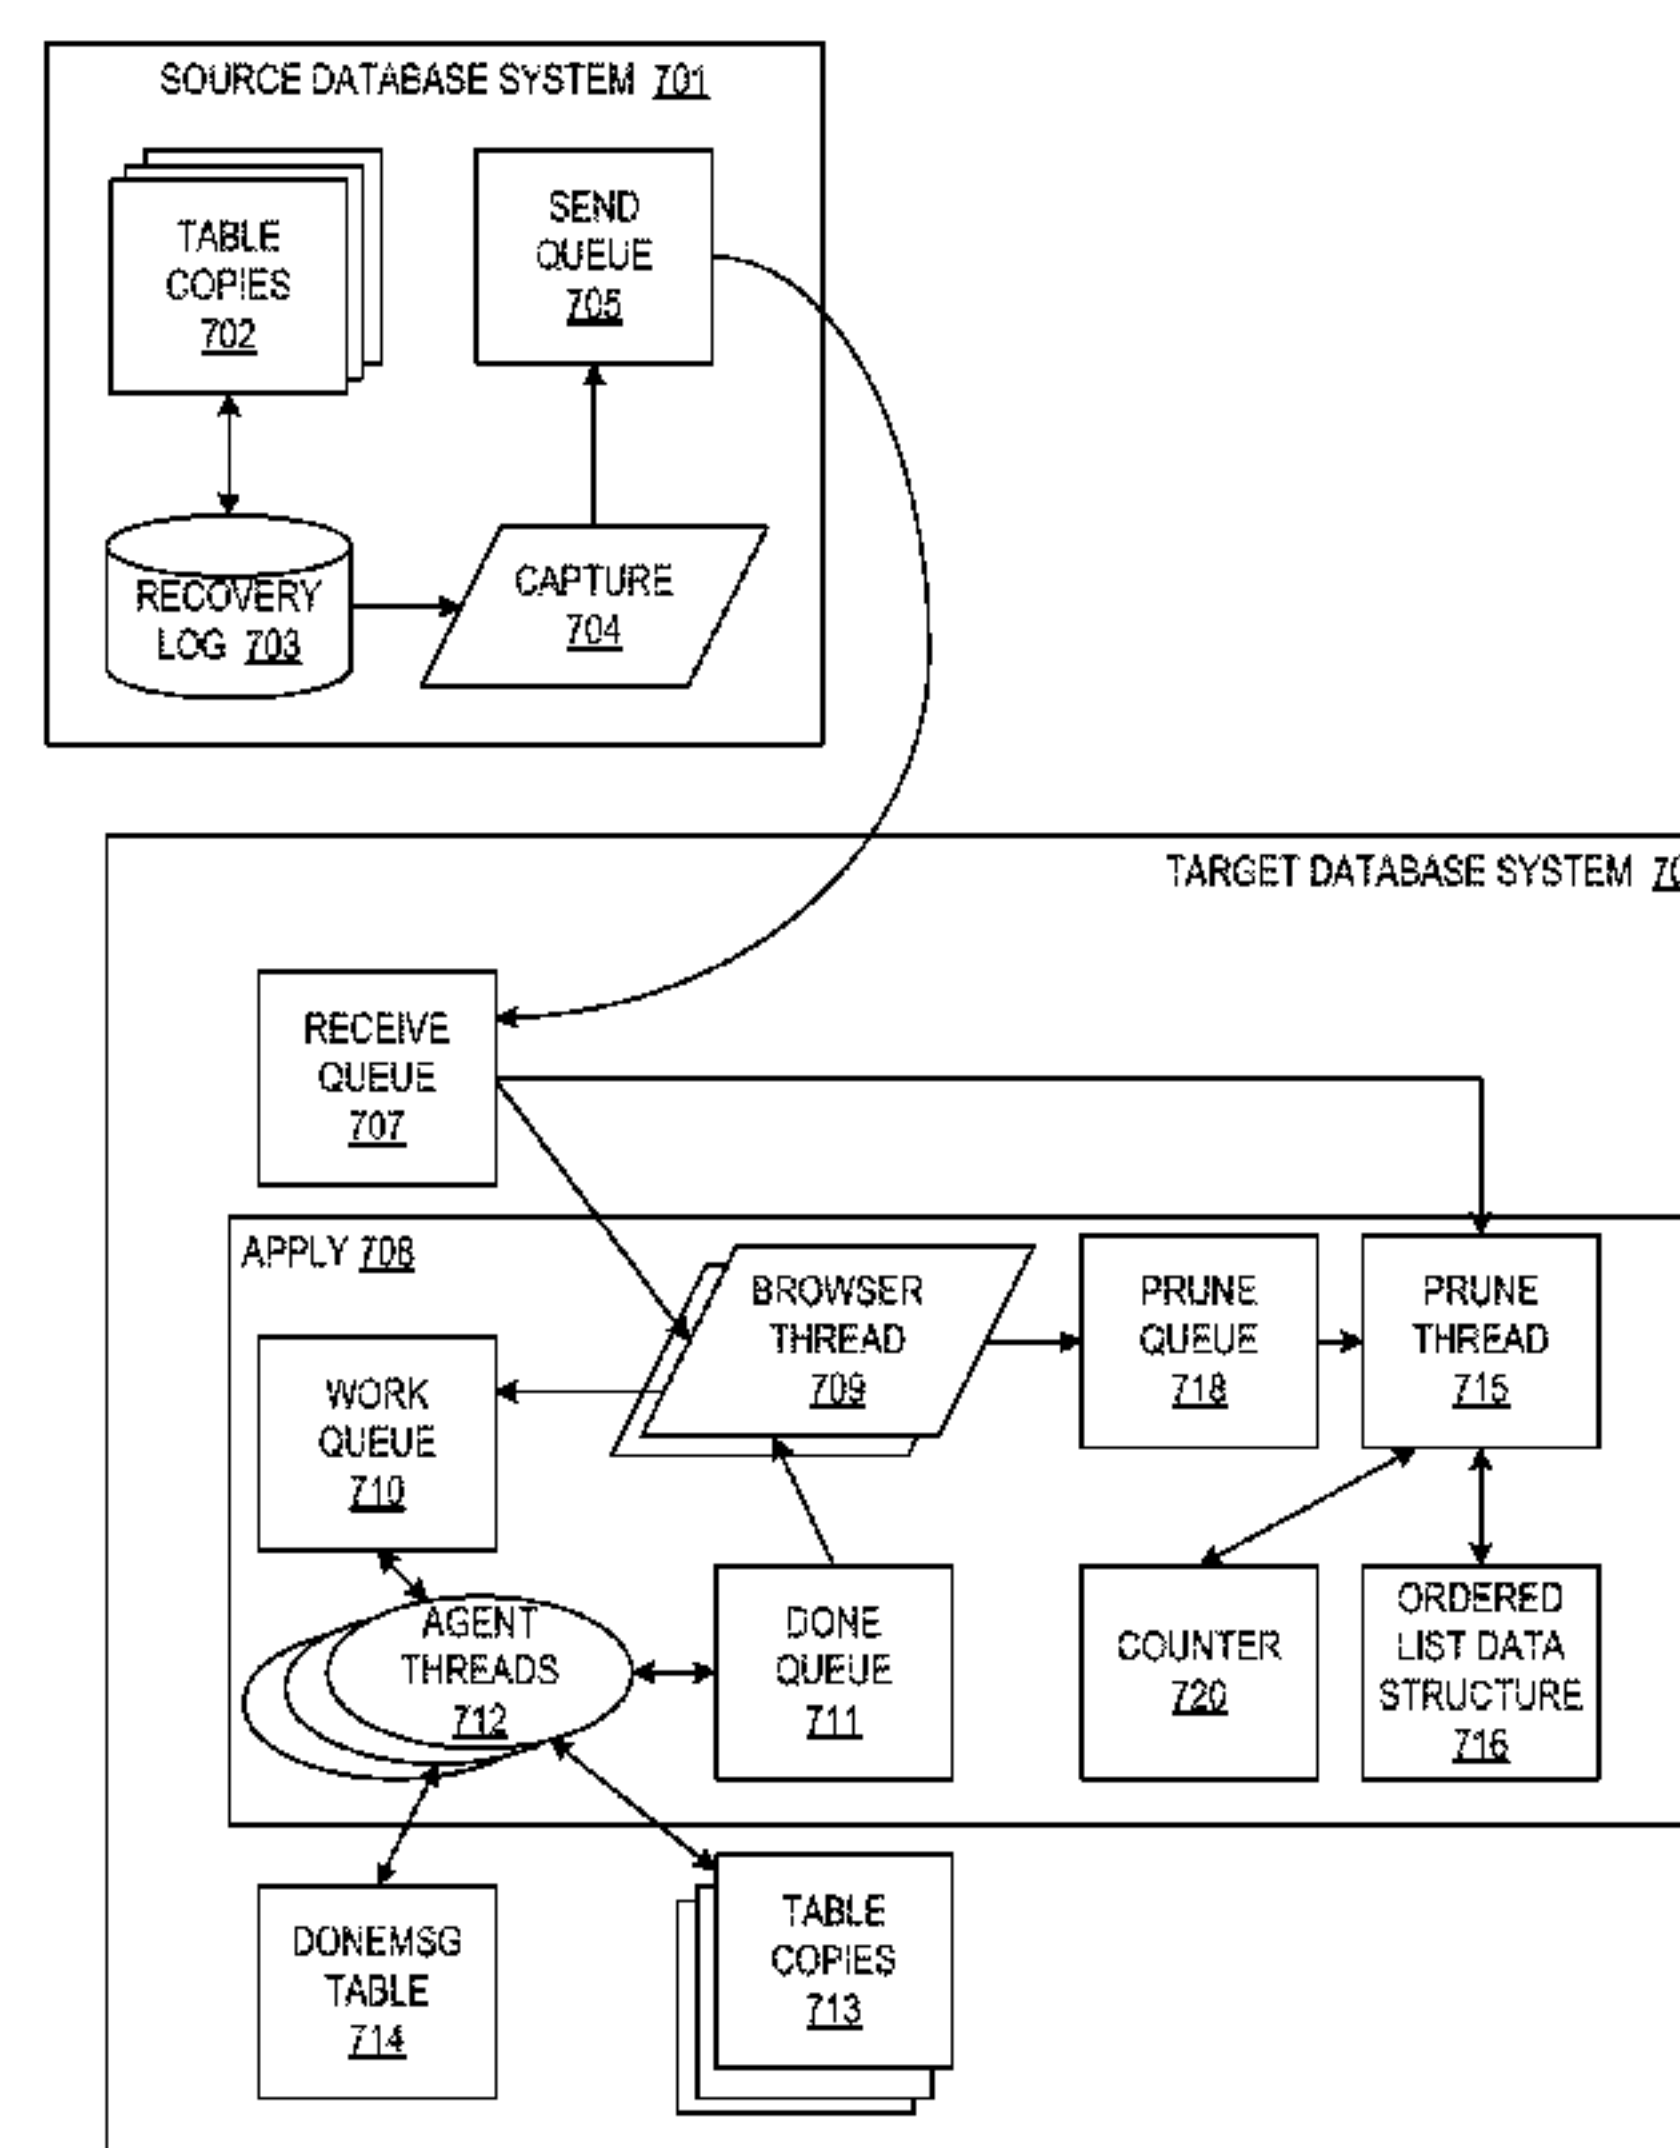 SOURCE DATABASE SYSTEM 701
TABLE
COPIES
702
SEND
QUEUE
705
RECOVERY
LOG 703
CAPTURE
704
TARGET DATABASE SYSTEM
RECEIVE
QUEUE
707
APPLY 708
BROWSER
THREAD
709
PRUNE
QUEUE
718
PRUNE
THREAD
715
WORK
QUEUE
710
AGENT
THREADS
712
DONE
QUEUE
711
COUNTER
720
ORDERED
LIST DATA
STRUCTURE
716
DONEMSG
TABLE
714
TABLE
COPIES
713